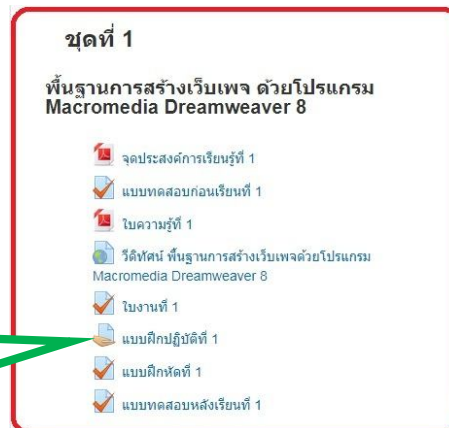 ชุดที่ 1
พื้นฐานการสร้างเว็บเพจ ด้วยโปรแกรม
Macromedia Dreamweaver 8
จุดประสงค์การเรียนรู้ที่ 1
แบบทดสอบก่อนเรียนที่ 1
ใบความรู้ที่ 1
วีดิทัศน์ พื้นฐานการสร้างเว็บเพจด้วยโปรแกรม
Macromedia Dreamweaver 8
ใบงานที่ 1
แบบฝึกปฏิบัติที่ 1
แบบฝึกหัดที่ 1
แบบทดสอบหลังเรียนที่ 1